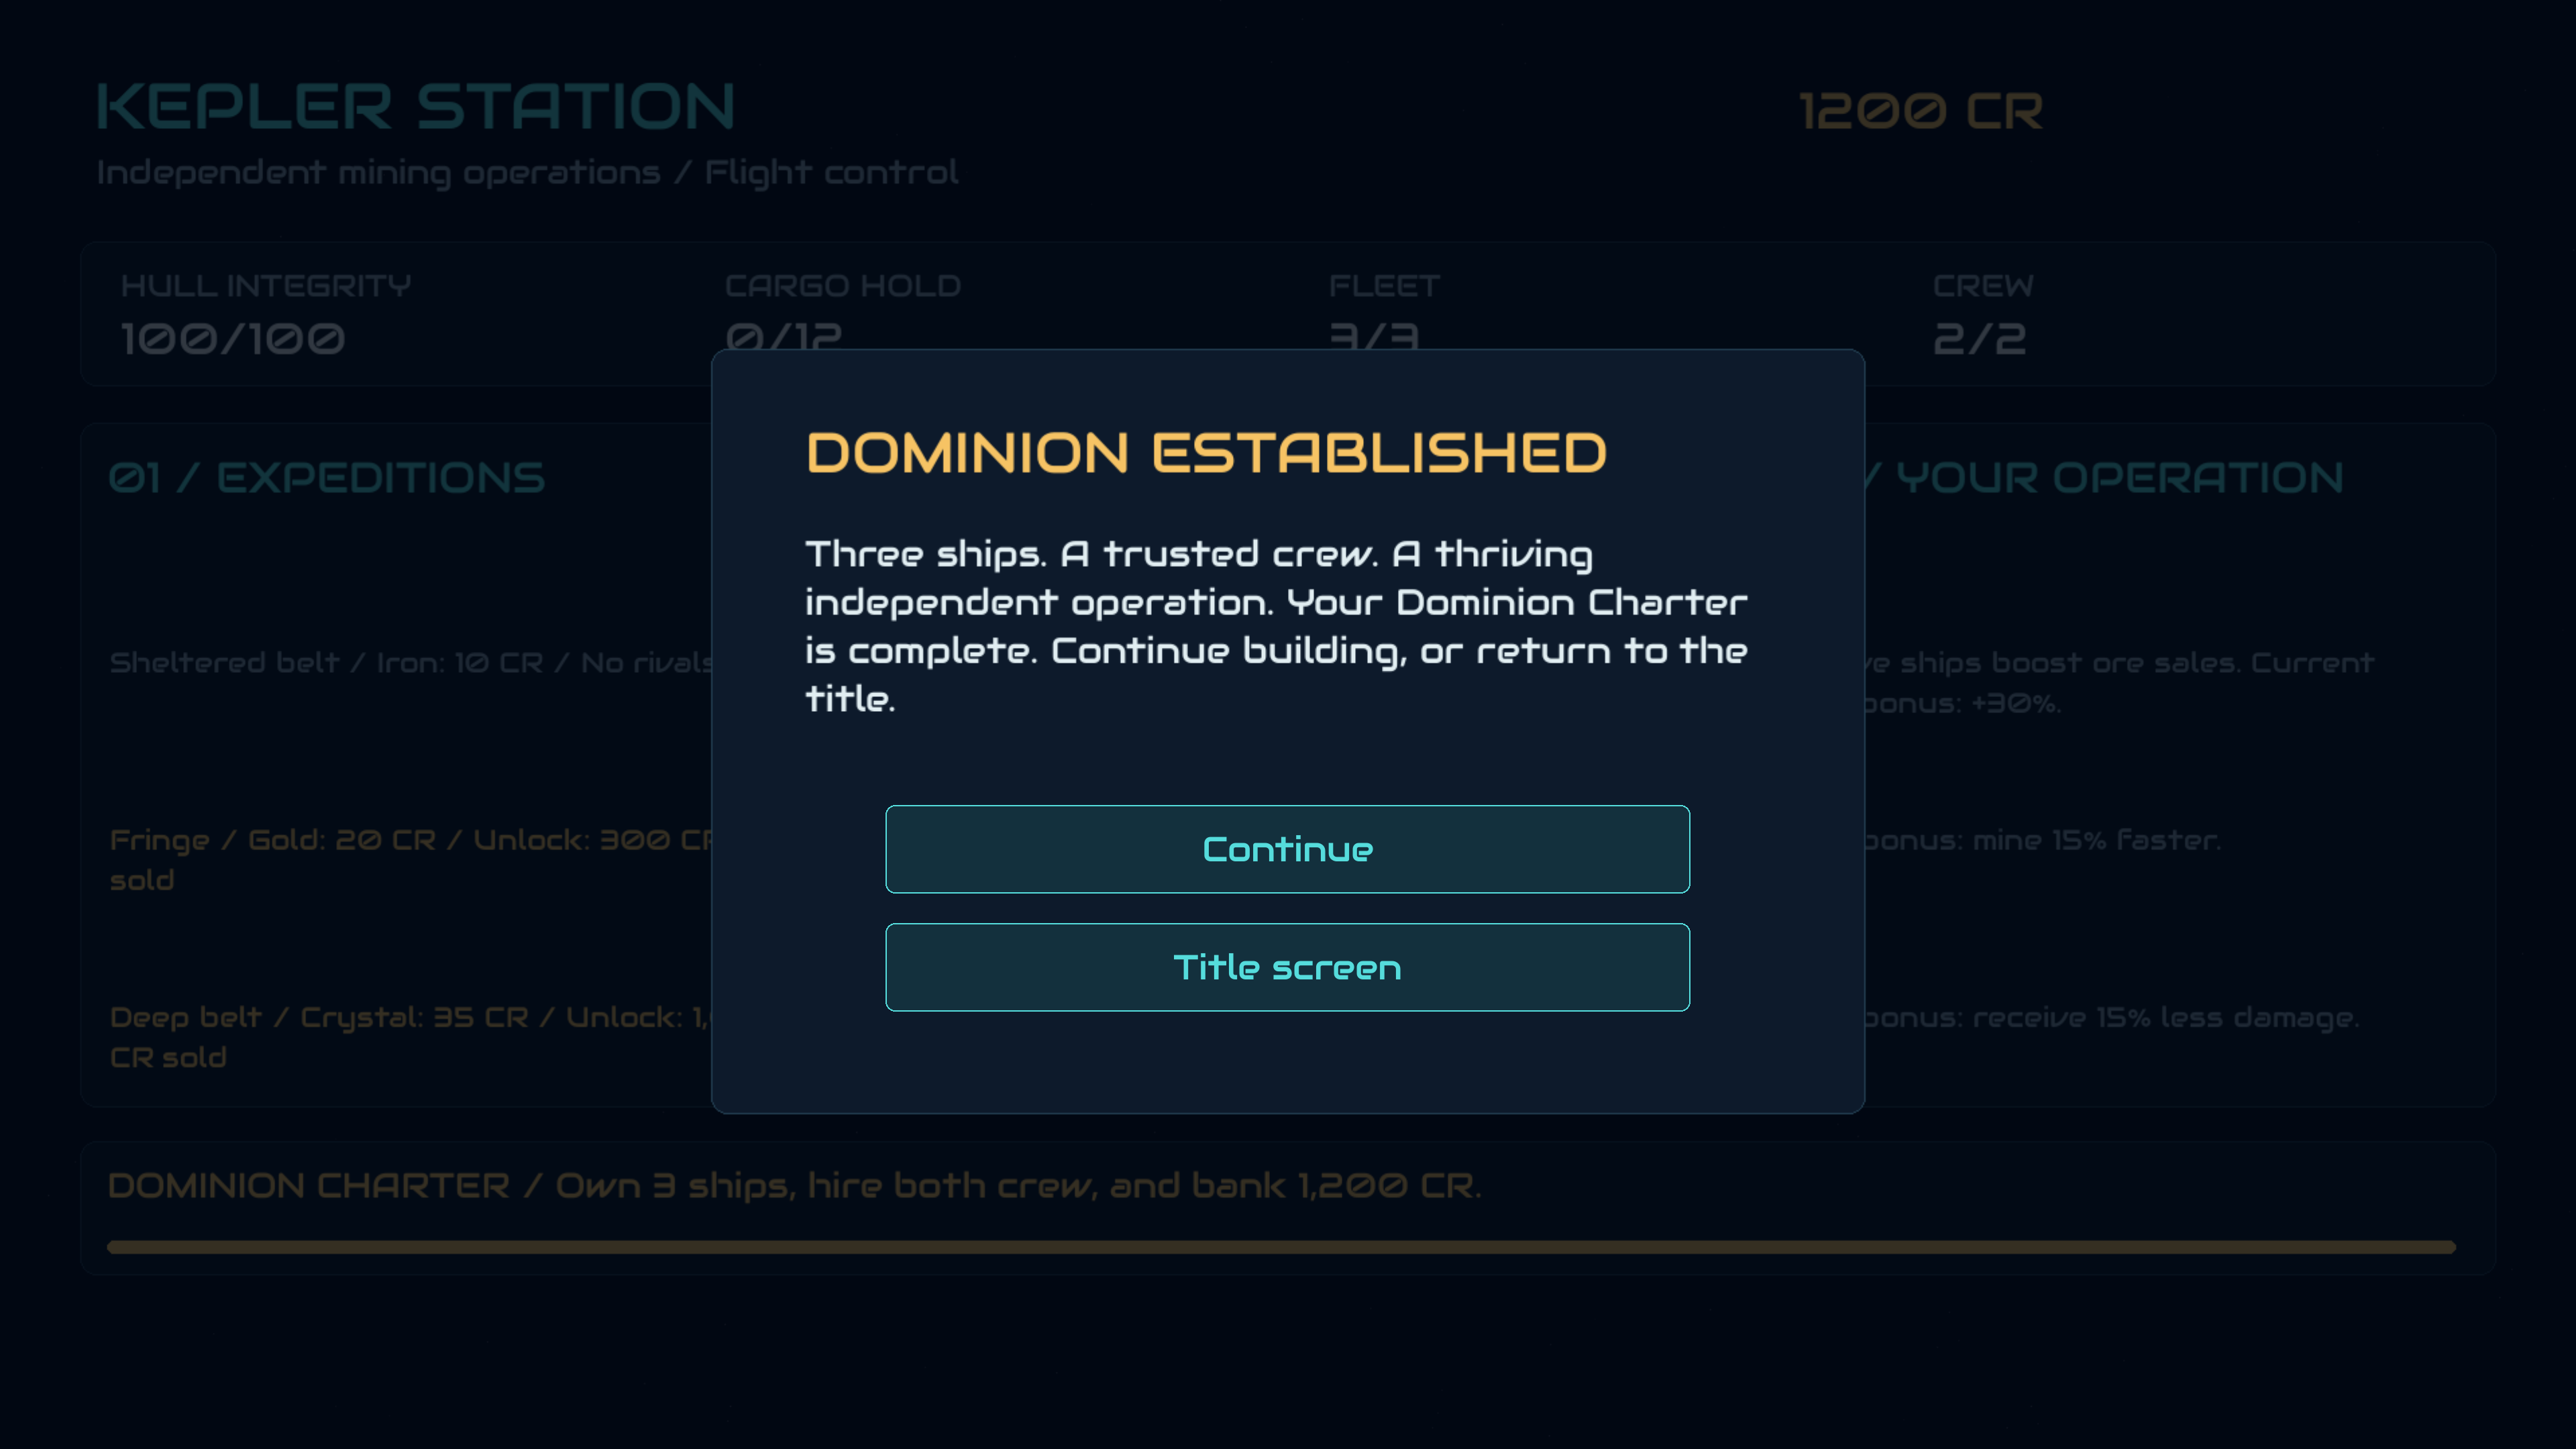 KEPLER STATION
1200 CR
Independent mining operations / Flight control
HULL INTEGRITY
100/100
CARGO HOLD
0/12
FLEET
3/3
CREW
2/2
01 / EXPEDITIONS
Sheltered belt / Iron: 10 CR / No rivals
Fringe / Gold: 20 CR / Unlock: 300 CR
sold
Deep belt / Crystal: 35 CR / Unlock: 1,
CR sold
DOMINION ESTABLISHED
Three ships. A trusted crew. A thriving
independent operation. Your Dominion Charter
is complete. Continue building, or return to the
title.
Continue
Title screen
/ YOUR OPERATION
ships boost ore sales. Current
bonus: +30%.
bonus: mine 15% faster.
bonus: receive 15% less damage.
DOMINION CHARTER / Own 3 ships, hire both crew, and bank 1,200 CR.